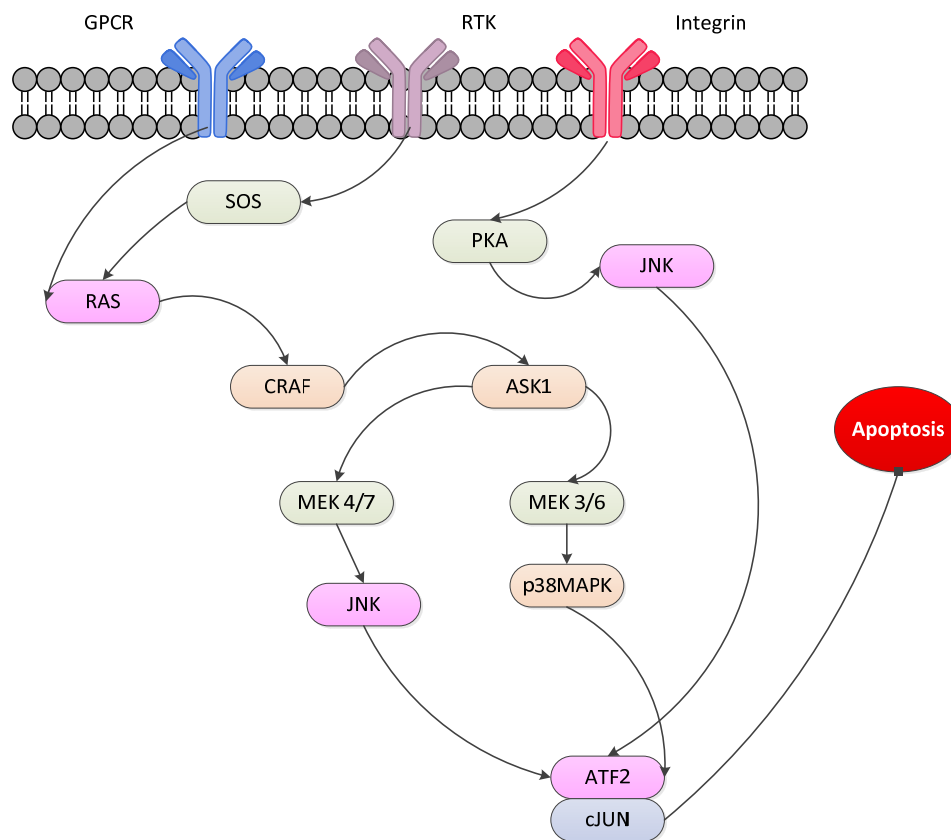 GPCR
RTK
Integrin
SOS
PKA
JNK
RAS
CRAF
ASK1
Apoptosis
MEK 4/7
MEK 3/6
p38MAPK
JNK
ATF2
cJUN